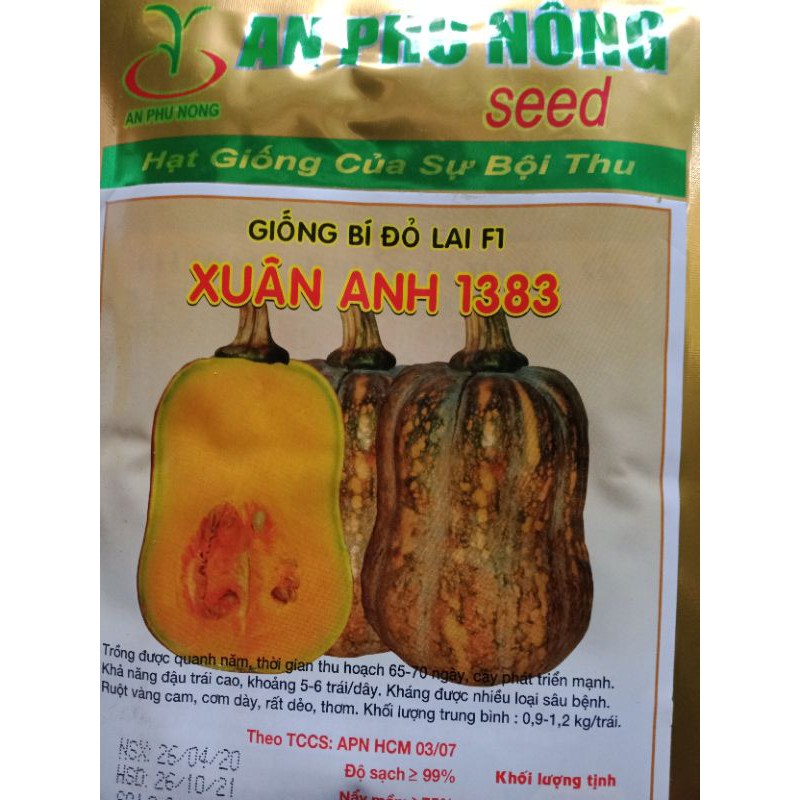 AN PHÚ NÔNG
seed
AN PHU NONG
Hạt Giống Của Sự Bội Thu
GIỐNG BÍ ĐỎ LAI F1
XUÂN ANH 1383
Trồng được quanh năm, thời gian thu hoạch 65-70 ngày, cây phát triển mạnh.
Khả năng đậu trái cao, khoảng 5-6 trái/dây. Kháng được nhiều loại sâu bệnh.
Ruột vàng cam, cơm dày, rất dẻo, thơm. Khối lượng trung bình : 0,9-1,2 kg/trái.
Theo TCCS: APN HCM 03/07
NSX: 26/04/20
Độ sạch ≥ 99%
Khối lượng tịnh
HSD: 26/10/21
Nẩy mầm